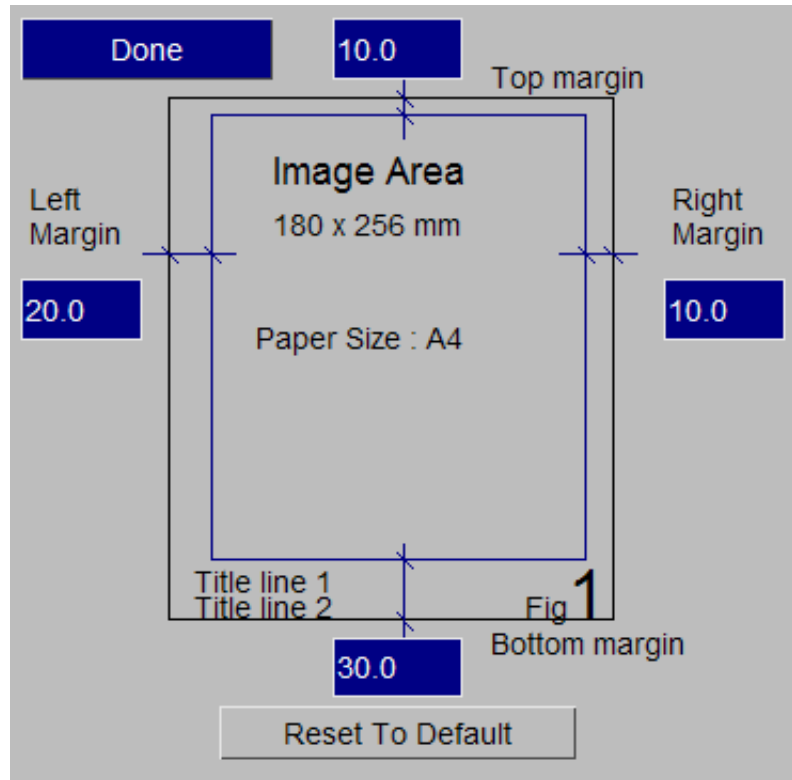 Done
10.0
Top margin
Image Area
180 x 256 mm
Left
Margin
20.0
Right
Margin
10.0
Paper Size : A4
Title line 1
Title line 2
Fig 1
Bottom margin
30.0
Reset To Default